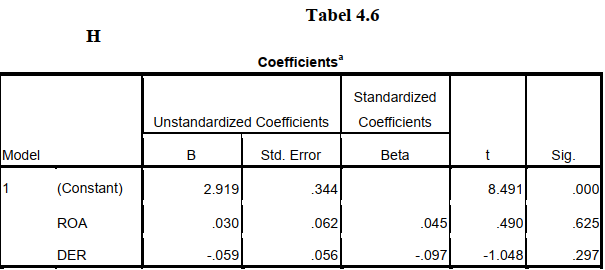 Tabel 4.6
H
Coefficientsa
Standardized
Unstandardized Coefficients Coefficients
Model B Std. Error Beta t Sig.
1 (Constant) 2.919 .344 8.491 .000
ROA .030 .062 .045 .490 .625
DER -.059 .056 -.097 -1.048 .297